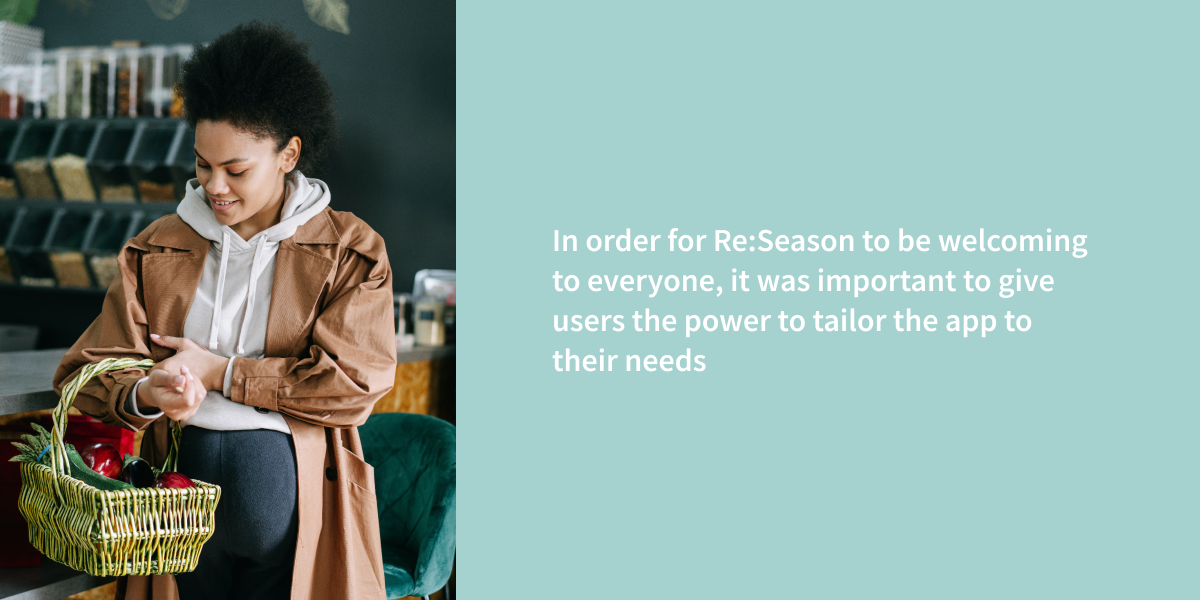 In order for Re:Season to be welcoming
to everyone, it was important to give
users the power to tailor the app to
their needs